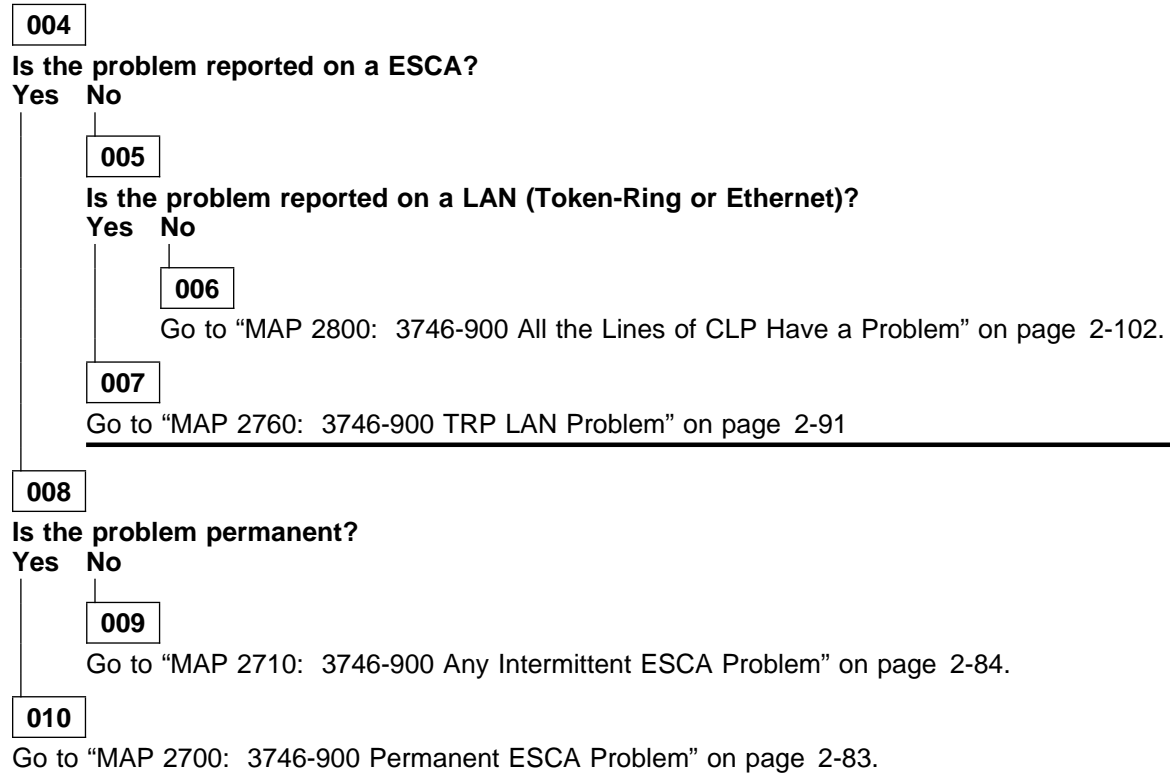 004
Is the problem reported on a ESCA?
Yes No
005
Is the problem reported on a LAN (Token-Ring or Ethernet)?
Yes No
006
Go to “MAP 2800: 3746-900 All the Lines of CLP Have a Problem” on page 2-102.
007
Go to “MAP 2760: 3746-900 TRP LAN Problem” on page 2-91
008
Is the problem permanent?
Yes No
009
Go to “MAP 2710: 3746-900 Any Intermittent ESCA Problem” on page 2-84.
010
Go to “MAP 2700: 3746-900 Permanent ESCA Problem” on page 2-83.